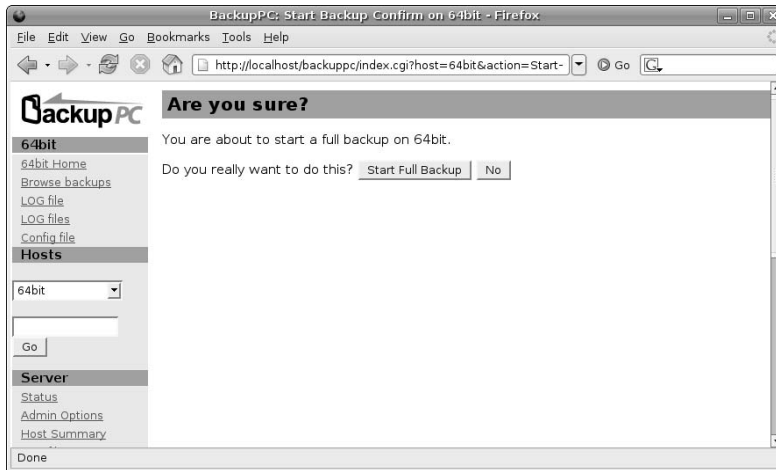 BackupPC: Start Backup Confirm on 64bit - Firefox
File Edit View Go Bookmarks Tools Help
http://localhost/backuppc/index.cgi?host=64bit&action=Start-
Go
G
BackupPC
64bit
64bit Home
Browse backups
LOG file
LOG files
Config file
Hosts
64bit
Go
Server
Status
Admin Options
Host Summary
Are you sure?
You are about to start a full backup on 64bit.
Do you really want to do this? Start Full Backup No
Done